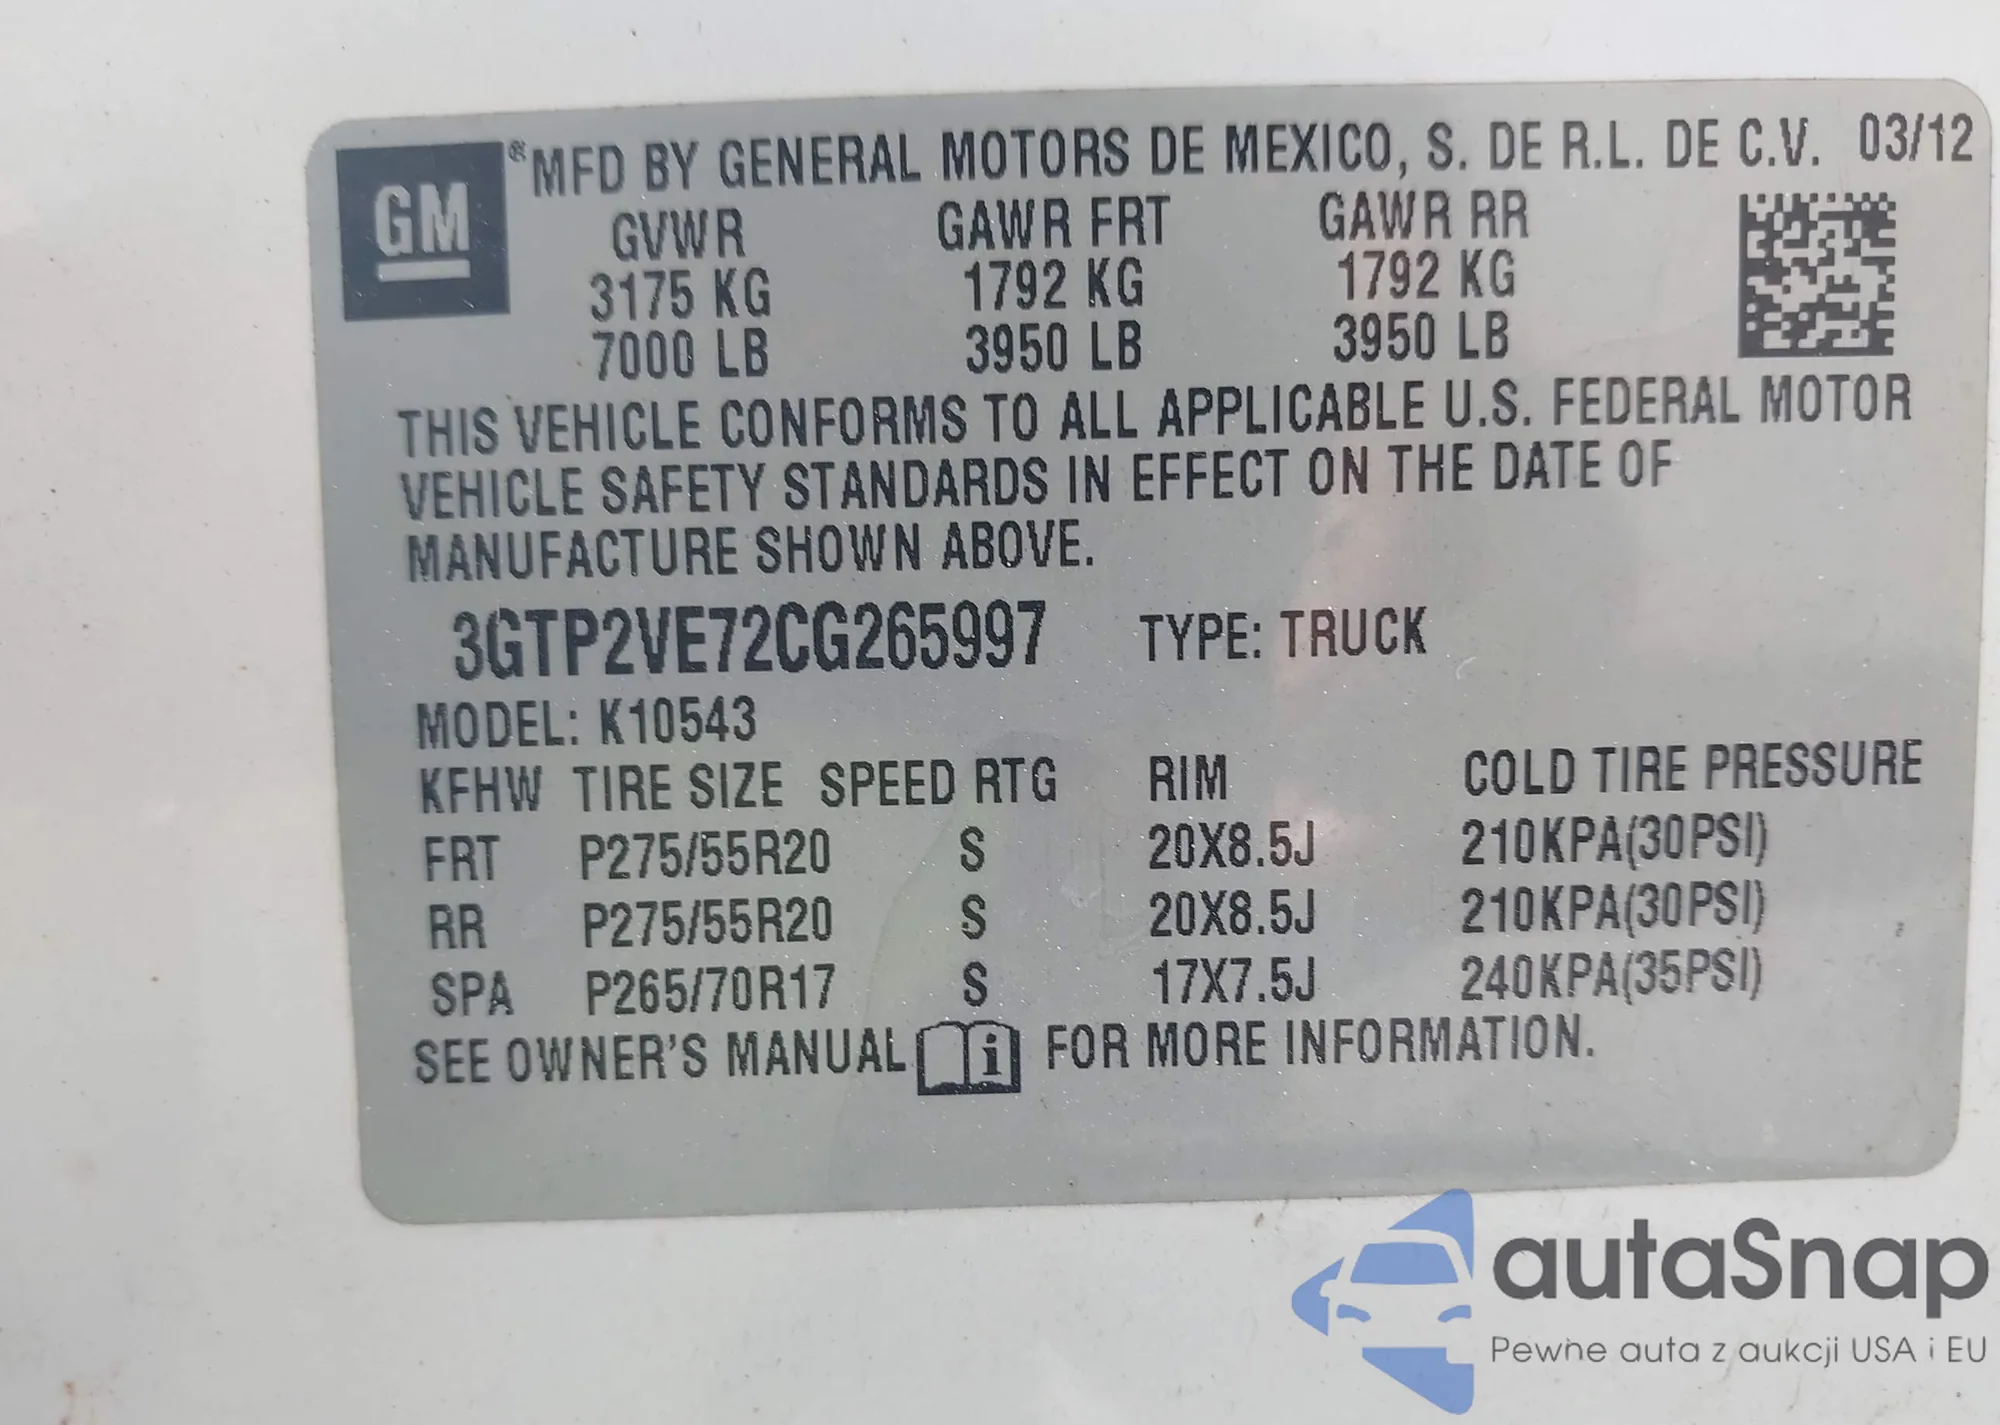 GM ® MFD BY GENERAL MOTORS DE MEXICO, S. DE R.L. DE C.V. 03/12
GVWR GAWR FRT GAWR RR
3175 KG 1792 KG 1792 KG
7000 LB 3950 LB 3950 LB
THIS VEHICLE CONFORMS TO ALL APPLICABLE U.S. FEDERAL MOTOR
VEHICLE SAFETY STANDARDS IN EFFECT ON THE DATE OF
MANUFACTURE SHOWN ABOVE.
3GTP2VE72CG265997 TYPE: TRUCK
MODEL: K10543
KFHW TIRE SIZE SPEED RTG RIM COLD TIRE PRESSURE
FRT P275/55R20 S 20X8.5J 210KPA(30PSI)
RR P275/55R20 S 20X8.5J 210KPA(30PSI)
SPA P265/70R17 S 17X7.5J 240KPA(35PSI)
SEE OWNER'S MANUAL i FOR MORE INFORMATION.
autaSnap
Pewne auta z aukcji USA i EU